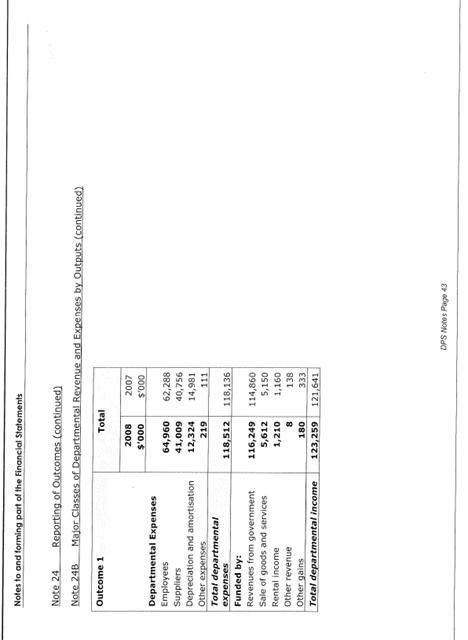 Notes to and forming part of the Financial Statements
Note 24 Reporting of Outcomes (continued)
Note 24B Major Classes of Departmental Revenue and Expenses by Outputs (continued)
Outcome 1 Total
2008 2007
$'000 $'000
Departmental Expenses
Employees 64,960 62,288
Suppliers 41,009 40,756
Depreciation and amortisation 12,324 14,981
Other expenses 219 111
Total departmental
expenses 118,512 118,136
Funded by:
Revenues from government 116,249 114,860
Sale of goods and services 5,612 5,150
Rental income 1,210 1,160
Other revenue 8 138
Other gains 180 333
Total departmental income 123,259 121,641
DPS Notes Page 43